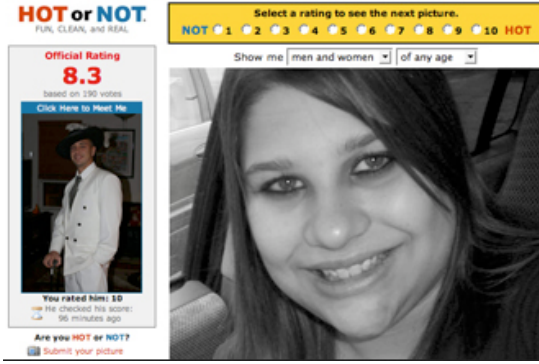 HOT or NOT.
FUN, CLEAN, and REAL
Official Rating
8.3
based on 190 votes
Click Here to Meet Me
You rated him: 10
He checked his score:
96 minutes ago
Are you HOT or NOT?
Submit your picture
Select a rating to see the next picture.
NOT 1 2 3 4 5 6 7 8 9 10 HOT
Show me men and women of any age